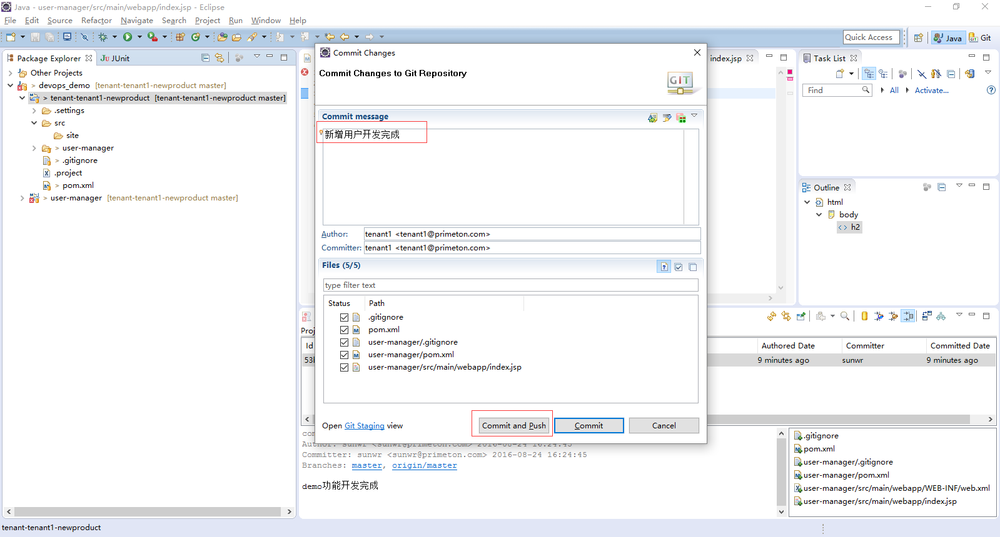 Java - user-manager/src/main/webapp/index.jsp - Eclipse
File Edit Source Refactor Navigate Search Project Run Window Help
Quick Access Java Git
Package Explorer JUnit
Other Projects
> devops_demo [tenant-tenant1-newproduct master]
> tenant-tenant1-newproduct [tenant-tenant1-newproduct master]
.settings
src
site
> user-manager
> .gitignore
.project
> pom.xml
> user-manager [tenant-tenant1-newproduct master]
index.jsp
Commit Changes
Commit Changes to Git Repository
GIT
Commit message
新增用户开发完成
Author: tenant1 <tenant1@primeton.com>
Committer: tenant1 <tenant1@primeton.com>
Files (5/5)
type filter text
Status Path
.gitignore
pom.xml
user-manager/.gitignore
user-manager/pom.xml
user-manager/src/main/webapp/index.jsp
Open Git Staging view
Commit and Push Commit Cancel
Task List
Find All Activate...
Outline
html
body
<> h2
Id Authored Date Committer Committed Date
9 minutes ago sunwr 9 minutes ago
Author: sunwr <sunwr@primeton.com> 2016-08-24 16:24:45
Committer: sunwr <sunwr@primeton.com> 2016-08-24 16:24:45
Branches: master, origin/master
demo功能开发完成
.gitignore
pom.xml
user-manager/.gitignore
user-manager/pom.xml
user-manager/src/main/webapp/WEB-INF/web.xml
user-manager/src/main/webapp/index.jsp
tenant-tenant1-newproduct